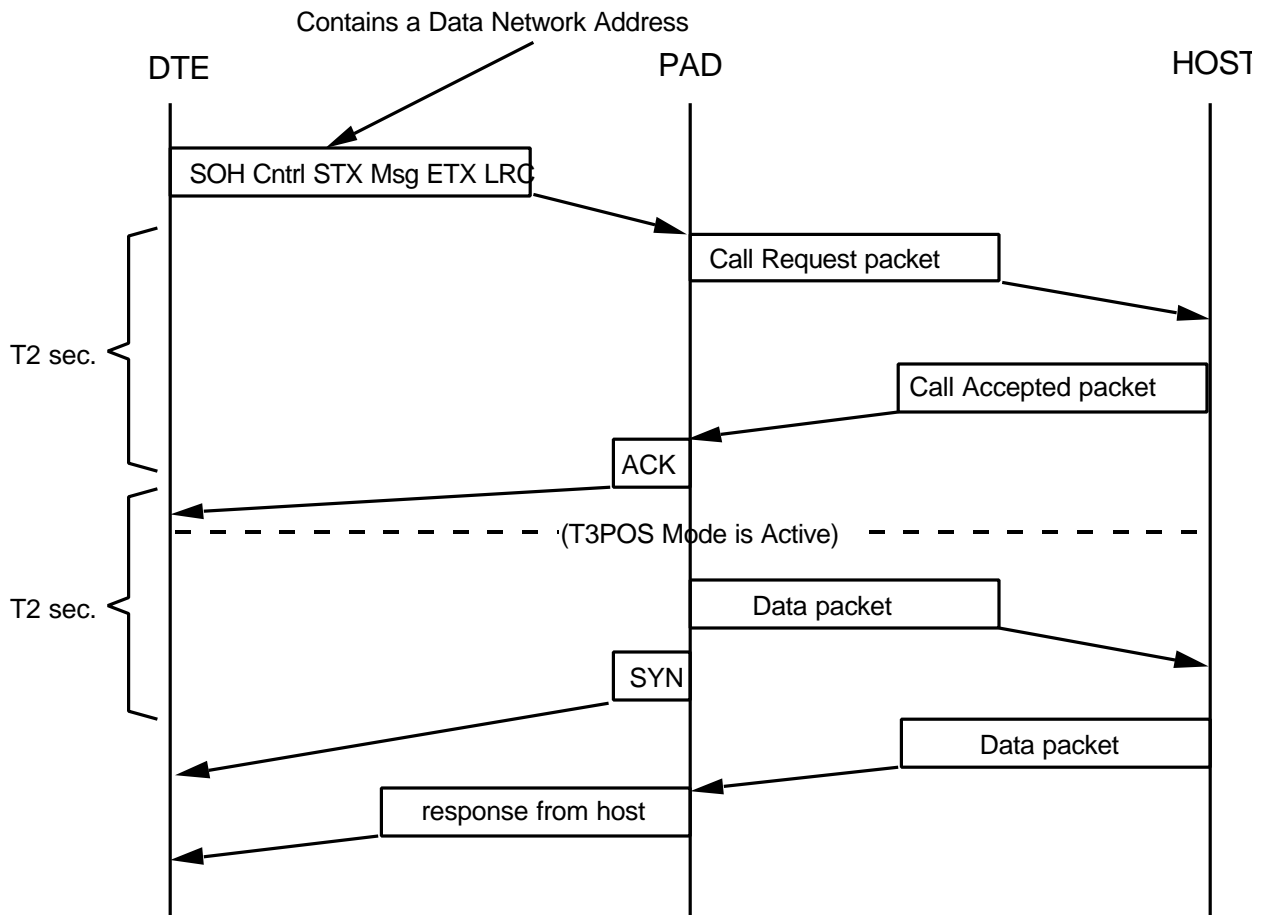 Contains a Data Network Address
DTE
PAD
HOST
SOH Cntrl STX Msg ETX LRC
Call Request packet
T2 sec.
Call Accepted packet
ACK
(T3POS Mode is Active)
T2 sec.
Data packet
SYN
Data packet
response from host